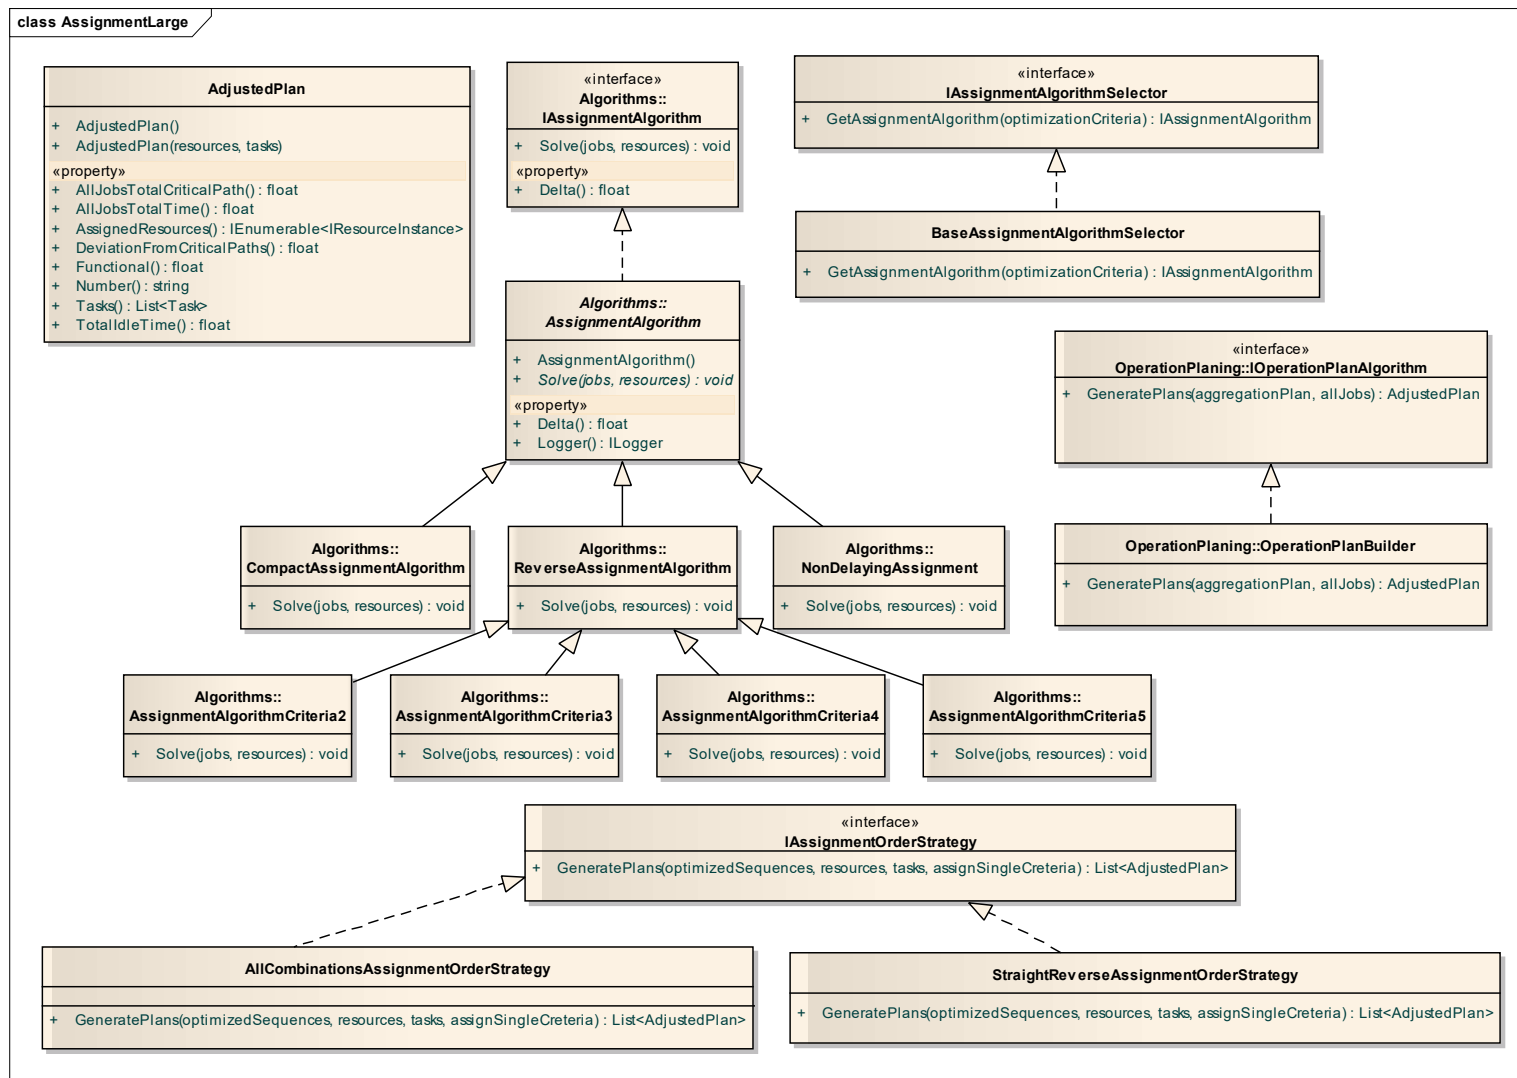 class AssignmentLarge
AdjustedPlan
+ AdjustedPlan()
+ AdjustedPlan(resources, tasks)
«property»
+ AllJobsTotalCriticalPath() : float
+ AllJobsTotalTime() : float
+ AssignedResources() : IEnumerable<IResourceInstance>
+ DeviationFromCriticalPaths() : float
+ Functional() : float
+ Number() : string
+ Tasks() : List<Task>
+ TotalIdleTime() : float
«interface»
Algorithms::
IAssignmentAlgorithm
+ Solve(jobs, resources) : void
«property»
+ Delta() : float
«interface»
IAssignmentAlgorithmSelector
+ GetAssignmentAlgorithm(optimizationCriteria) : IAssignmentAlgorithm
BaseAssignmentAlgorithmSelector
+ GetAssignmentAlgorithm(optimizationCriteria) : IAssignmentAlgorithm
Algorithms::
AssignmentAlgorithm
+ AssignmentAlgorithm()
+ Solve(jobs, resources) : void
«property»
+ Delta() : float
+ Logger() : ILogger
«interface»
OperationPlaning::IOperationPlanAlgorithm
+ GeneratePlans(aggregationPlan, allJobs) : AdjustedPlan
OperationPlaning::OperationPlanBuilder
+ GeneratePlans(aggregationPlan, allJobs) : AdjustedPlan
Algorithms::
CompactAssignmentAlgorithm
+ Solve(jobs, resources) : void
Algorithms::
ReverseAssignmentAlgorithm
+ Solve(jobs, resources) : void
Algorithms::
NonDelayingAssignment
+ Solve(jobs, resources) : void
Algorithms::
AssignmentAlgorithmCriteria2
+ Solve(jobs, resources) : void
Algorithms::
AssignmentAlgorithmCriteria3
+ Solve(jobs, resources) : void
Algorithms::
AssignmentAlgorithmCriteria4
+ Solve(jobs, resources) : void
Algorithms::
AssignmentAlgorithmCriteria5
+ Solve(jobs, resources) : void
«interface»
IAssignmentOrderStrategy
+ GeneratePlans(optimizedSequences, resources, tasks, assignSingleCreteria) : List<AdjustedPlan>
AllCombinationsAssignmentOrderStrategy
+ GeneratePlans(optimizedSequences, resources, tasks, assignSingleCreteria) : List<AdjustedPlan>
StraightReverseAssignmentOrderStrategy
+ GeneratePlans(optimizedSequences, resources, tasks, assignSingleCreteria) : List<AdjustedPlan>